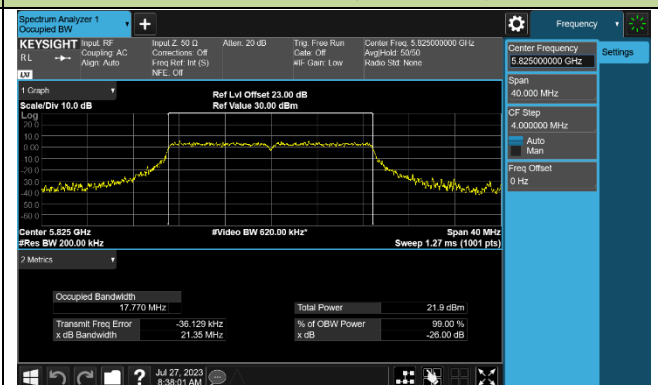 Spectrum Analyzer 1
Occupied BW
+
Frequency
KEYSIGHT
Input: RF
Coupling: AC
Align: Auto
Input Z: 50 Ω
Corrections: Off
Freq Ref: Int (S)
NFE: Off
Atten: 20 dB
Trig: Free Run
Gate: Off
#IF Gain: Low
Center Freq: 5.825000000 GHz
Avg|Hold: 50/50
Radio Std: None
RL
LXI
Center Frequency
5.825000000 GHz
Settings
Span
40.000 MHz
CF Step
4.000000 MHz
Auto
Man
Freq Offset
0 Hz
1 Graph
Scale/Div 10.0 dB
Ref Lvl Offset 23.00 dB
Ref Value 30.00 dBm
Log
20.0
10.0
0.00
-10.0
-20.0
-30.0
-40.0
-50.0
-60.0
Center 5.825 GHz
#Video BW 620.00 kHz*
Span 40 MHz
#Res BW 200.00 kHz
Sweep 1.27 ms (1001 pts)
2 Metrics
Occupied Bandwidth
17.770 MHz
Total Power 21.9 dBm
Transmit Freq Error -36.129 kHz
% of OBW Power 99.00 %
x dB Bandwidth 21.35 MHz
x dB -26.00 dB
?
Jul 27, 2023
8:38:01 AM